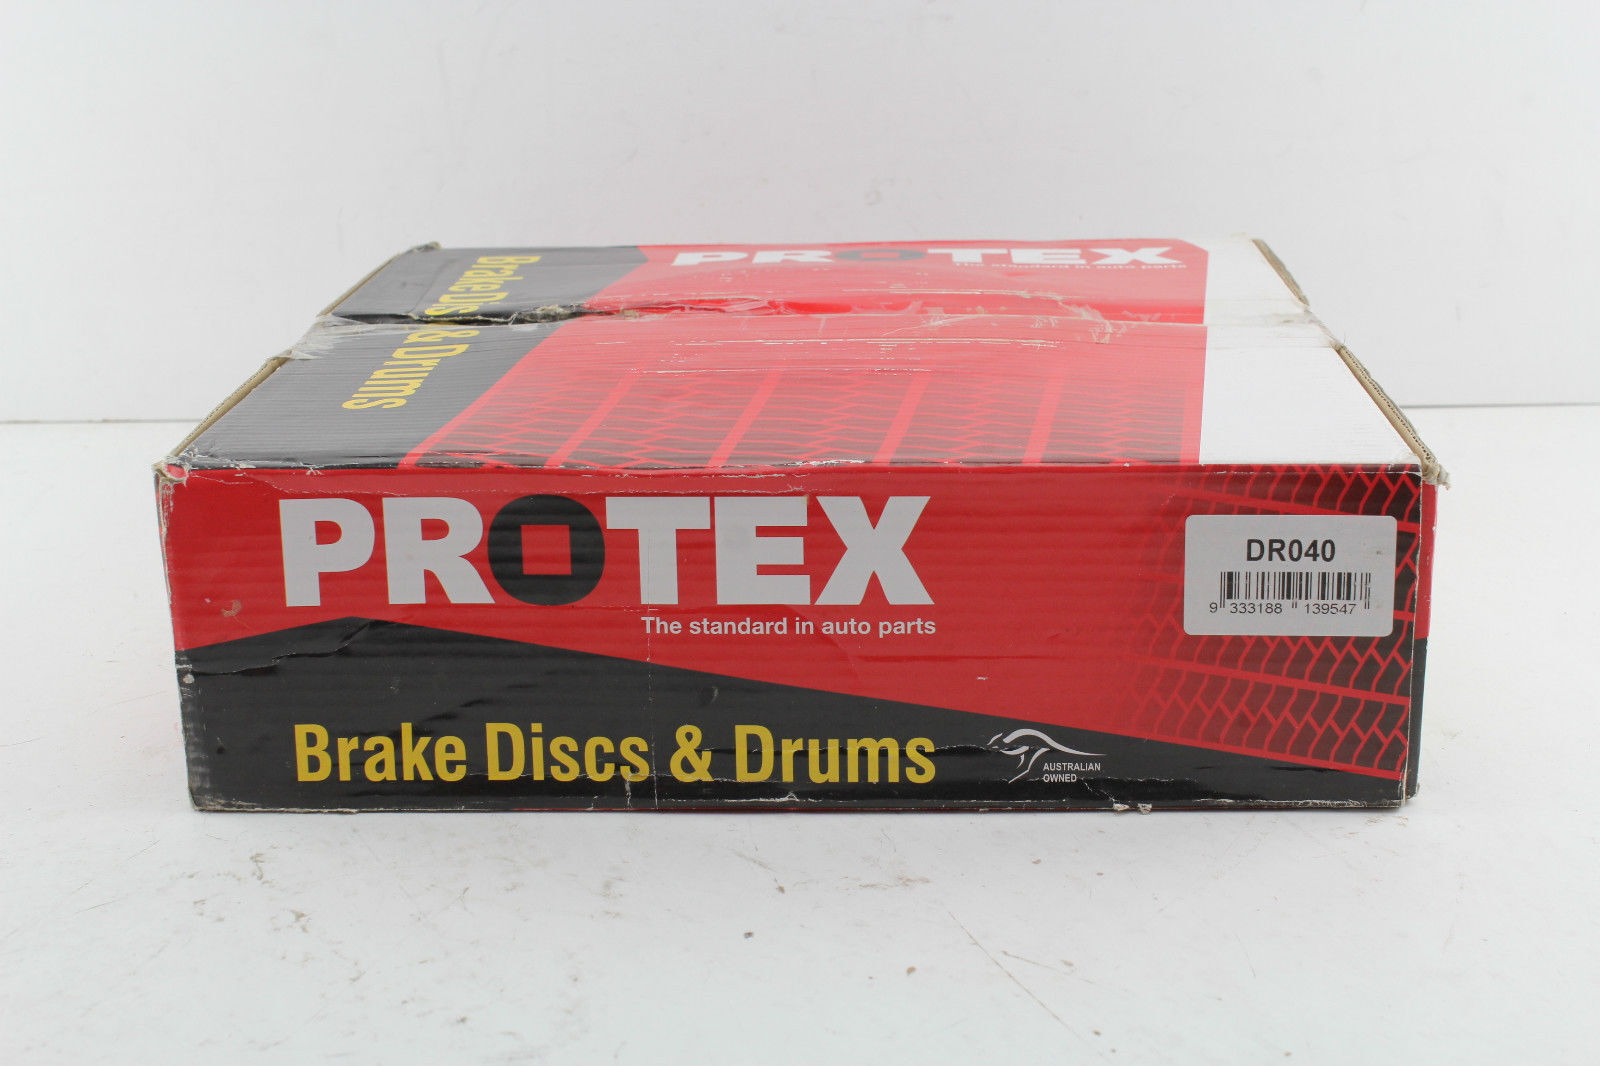 PROTEX
The standard in auto parts
Brake Discs & Drums
PROTEX
The standard in auto parts
Brake Discs & Drums
AUSTRALIAN
OWNED
DR040
9 333188 139547